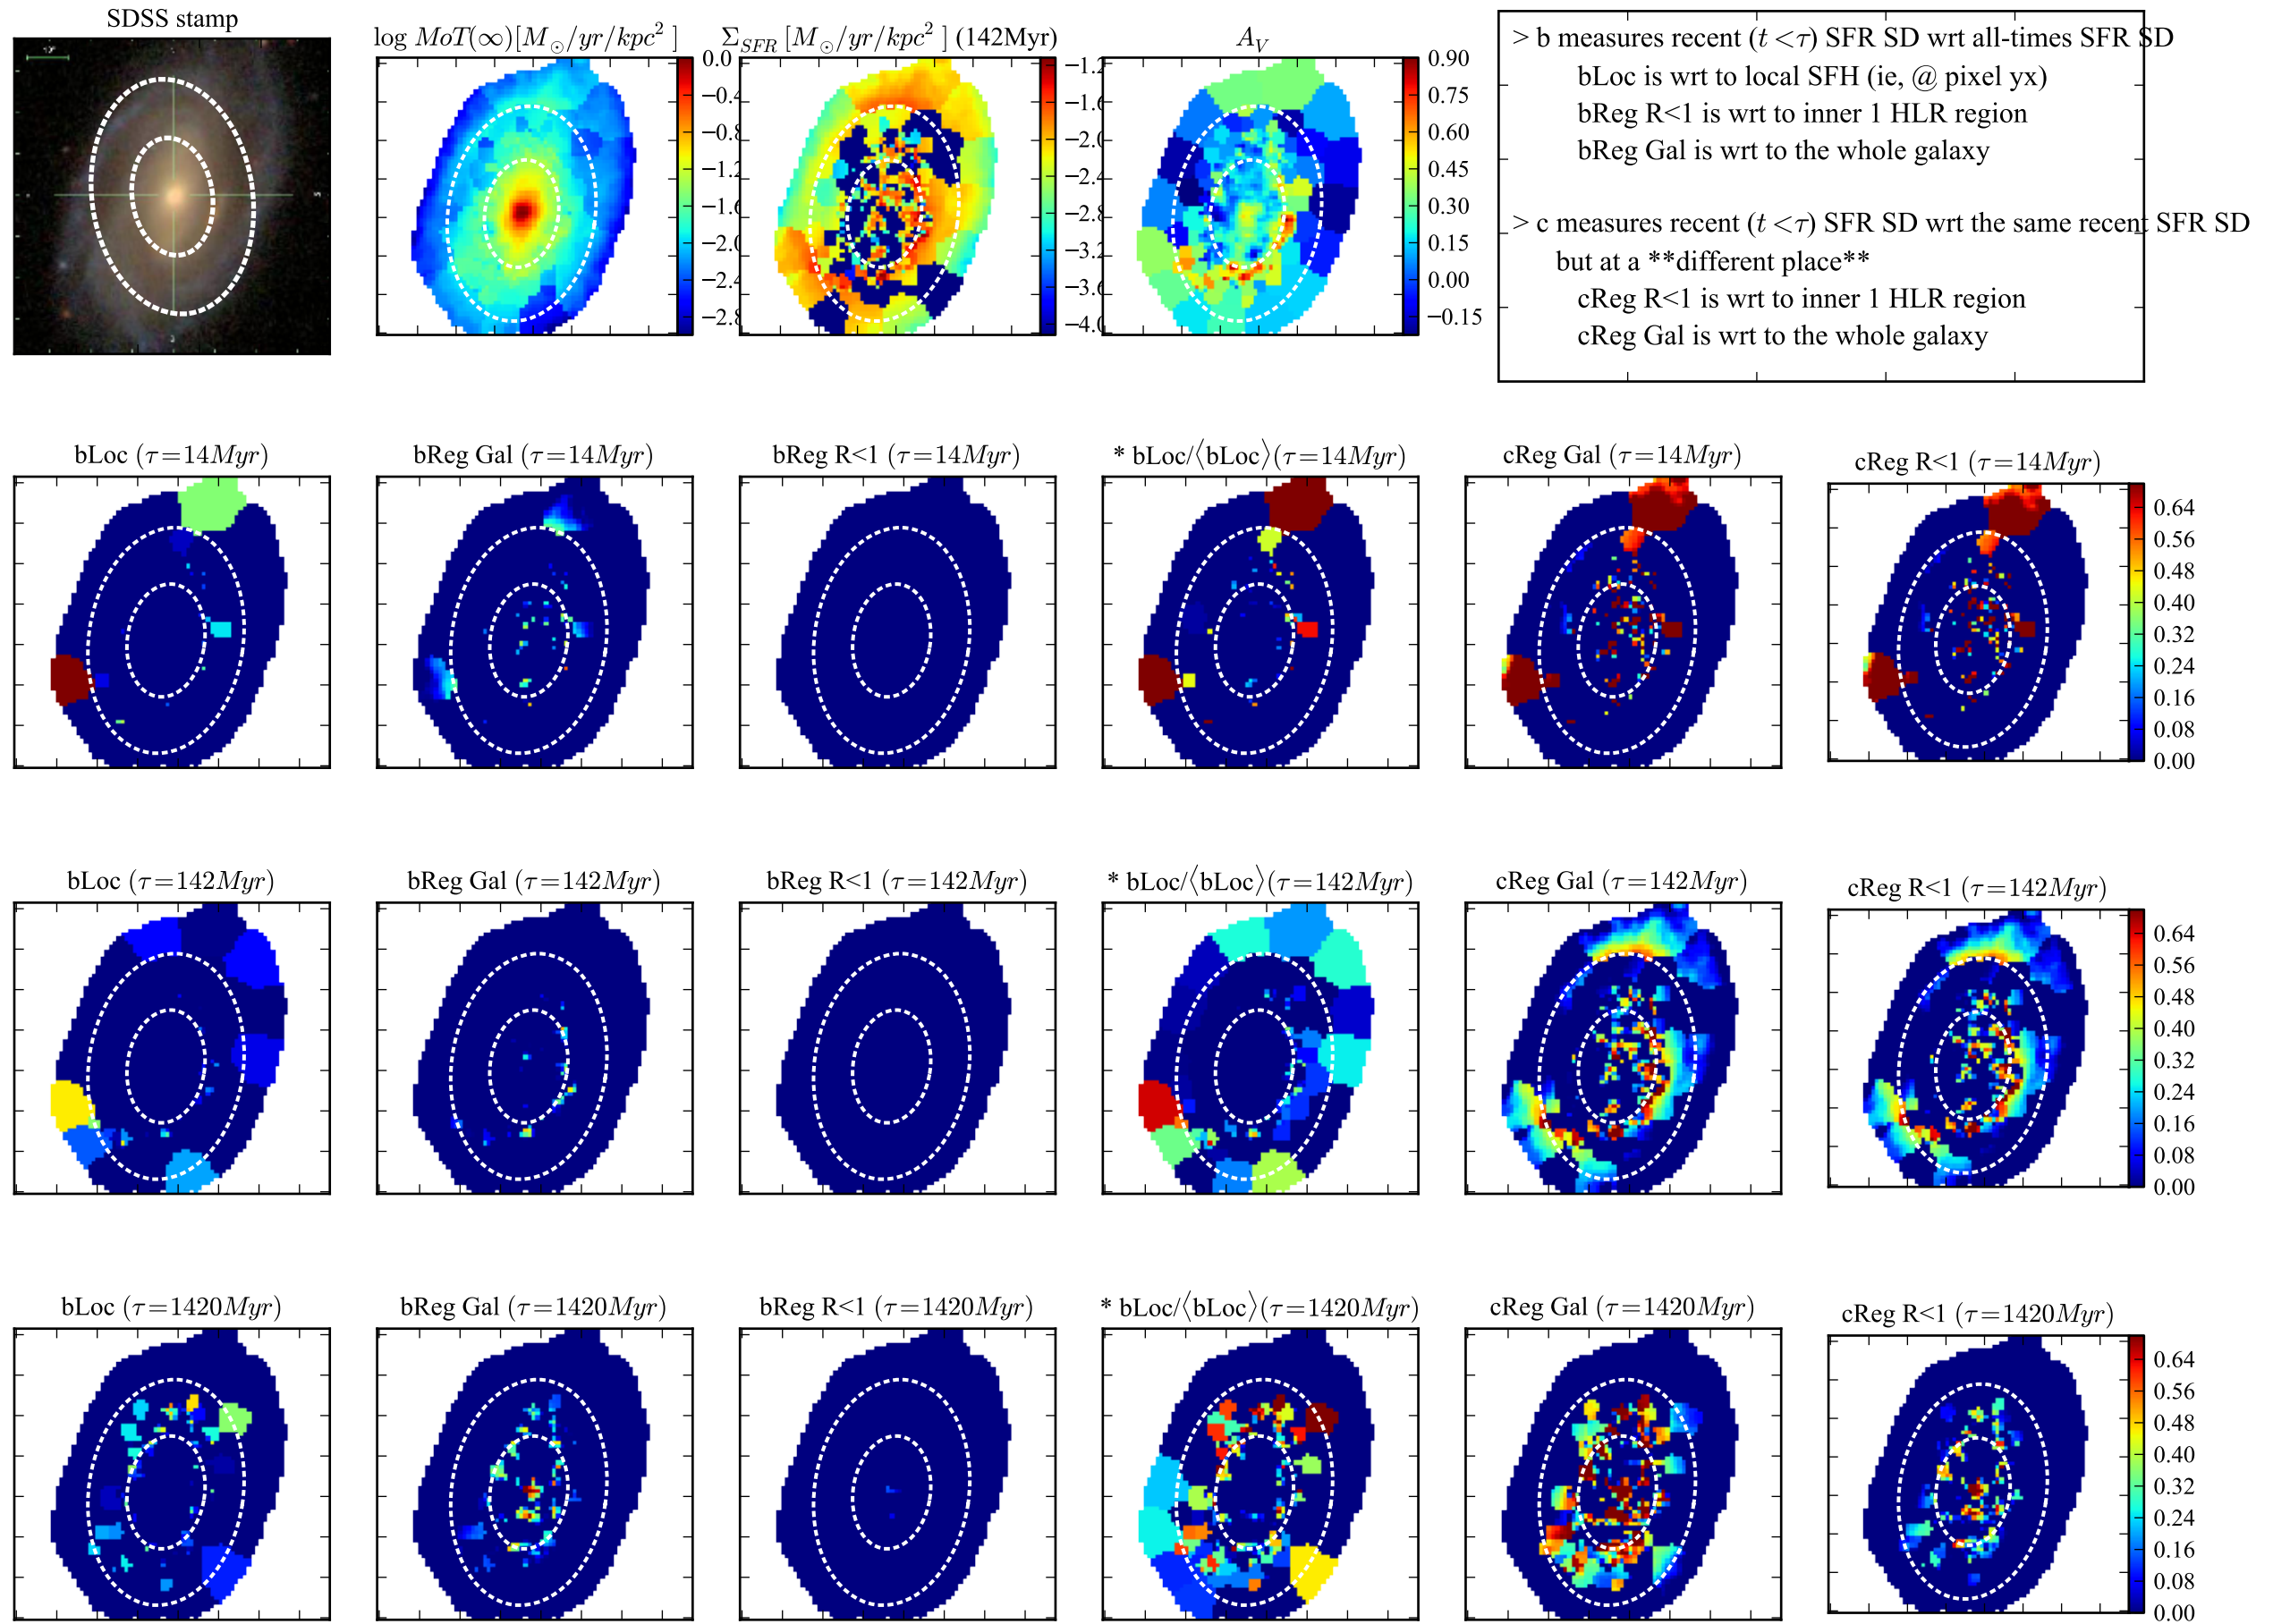 SDSS stamp
log MoT(∞)[M⊙/yr/kpc² ]
Σ_SFR [M⊙/yr/kpc² ] (142Myr)
A_V
0.0
−0.4
−0.8
−1.2
−1.6
−2.0
−2.4
−2.8
−1.2
−1.6
−2.0
−2.4
−2.8
−3.2
−3.6
−4.0
0.90
0.75
0.60
0.45
0.30
0.15
0.00
−0.15
> b measures recent (t <τ) SFR SD wrt all-times SFR SD
bLoc is wrt to local SFH (ie, @ pixel yx)
bReg R<1 is wrt to inner 1 HLR region
bReg Gal is wrt to the whole galaxy
> c measures recent (t <τ) SFR SD wrt the same recent SFR SD
but at a **different place**
cReg R<1 is wrt to inner 1 HLR region
cReg Gal is wrt to the whole galaxy
bLoc (τ=14Myr)
bReg Gal (τ=14Myr)
bReg R<1 (τ=14Myr)
* bLoc/⟨bLoc⟩(τ=14Myr)
cReg Gal (τ=14Myr)
cReg R<1 (τ=14Myr)
0.64
0.56
0.48
0.40
0.32
0.24
0.16
0.08
0.00
bLoc (τ=142Myr)
bReg Gal (τ=142Myr)
bReg R<1 (τ=142Myr)
* bLoc/⟨bLoc⟩(τ=142Myr)
cReg Gal (τ=142Myr)
cReg R<1 (τ=142Myr)
0.64
0.56
0.48
0.40
0.32
0.24
0.16
0.08
0.00
bLoc (τ=1420Myr)
bReg Gal (τ=1420Myr)
bReg R<1 (τ=1420Myr)
* bLoc/⟨bLoc⟩(τ=1420Myr)
cReg Gal (τ=1420Myr)
cReg R<1 (τ=1420Myr)
0.64
0.56
0.48
0.40
0.32
0.24
0.16
0.08
0.00